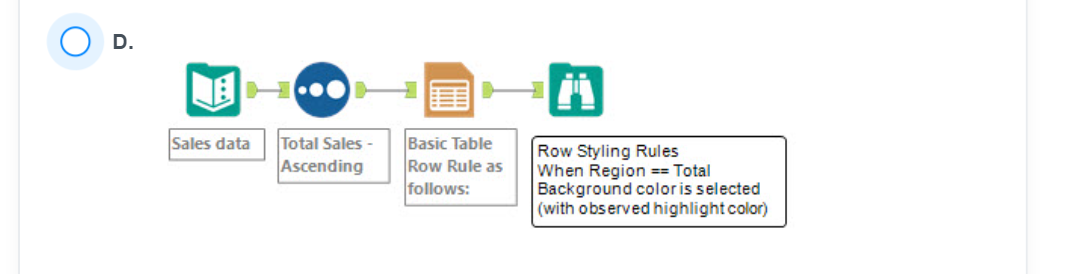 D.
Sales data
Total Sales -
Ascending
Basic Table
Row Rule as
follows:
Row Styling Rules
When Region == Total
Background color is selected
(with observed highlight color)